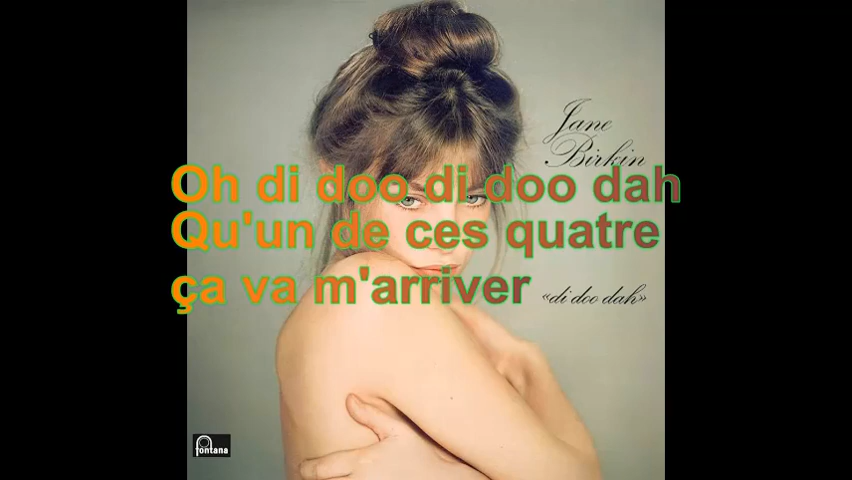 Jane
Birkin
Oh di doo di doo dah
Qu'un de ces quatre
ça va m'arriver
«di doo dah»
fontana